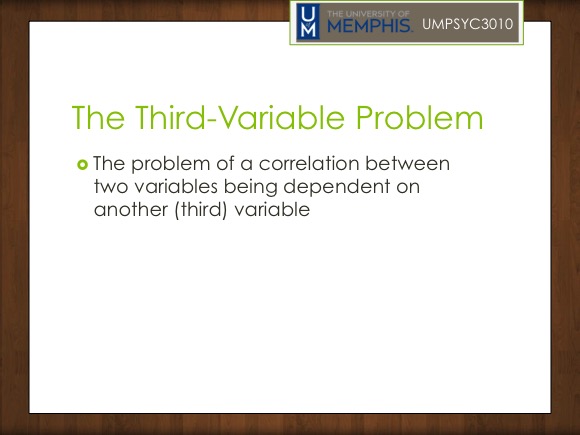 UM
THE UNIVERSITY OF
MEMPHIS.
UMPSYC3010
The Third-Variable Problem
The problem of a correlation between
two variables being dependent on
another (third) variable